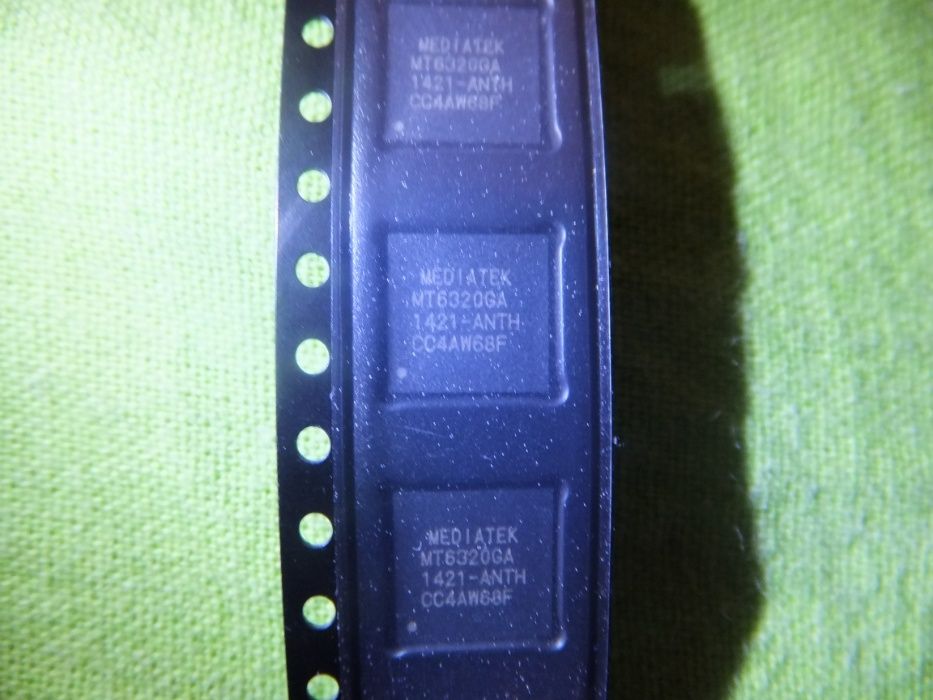 MEDIATEK
MT6320GA
1421-ANTH
CC4AW68F
MEDIATEK
MT6320GA
1421-ANTH
CC4AW68F
MEDIATEK
MT6320GA
1421-ANTH
CC4AW68F